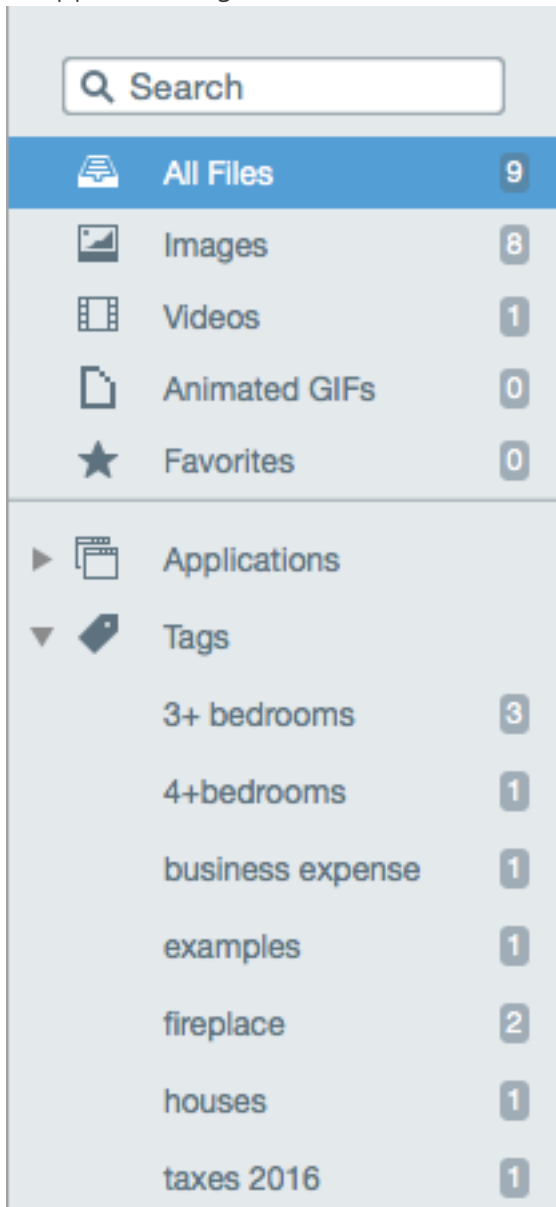 Search
All Files 9
Images 8
Videos 1
Animated GIFs 0
Favorites 0
Applications
Tags
3+ bedrooms 3
4+bedrooms 1
business expense 1
examples 1
fireplace 2
houses 1
taxes 2016 1